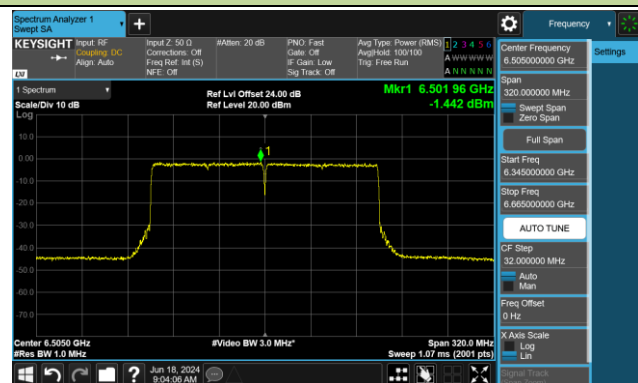 Spectrum Analyzer 1
Swept SA
Frequency
KEYSIGHT
Input: RF
Coupling: DC
Align: Auto
Input Z: 50 Ω
Corrections: Off
Freq Ref: Int (S)
NFE: Off
#Atten: 20 dB
PNO: Fast
Gate: Off
IF Gain: Low
Sig Track: Off
Avg Type: Power (RMS)
Avg|Hold: 100/100
Trig: Free Run
1 2 3 4 5 6
A W W W W W
A N N N N N
LXI
1 Spectrum
Scale/Div 10 dB
Log
Ref Lvl Offset 24.00 dB
Ref Level 20.00 dBm
Mkr1 6.501 96 GHz
-1.442 dBm
1
10.0
0.00
-10.0
-20.0
-30.0
-40.0
-50.0
-60.0
-70.0
Center 6.5050 GHz
#Res BW 1.0 MHz
#Video BW 3.0 MHz*
Span 320.0 MHz
Sweep 1.07 ms (2001 pts)
Center Frequency
6.505000000 GHz
Settings
Span
320.000000 MHz
Swept Span
Zero Span
Full Span
Start Freq
6.345000000 GHz
Stop Freq
6.665000000 GHz
AUTO TUNE
CF Step
32.000000 MHz
Auto
Man
Freq Offset
0 Hz
X Axis Scale
Log
Lin
Signal Track
?
Jun 18, 2024
9:04:06 AM